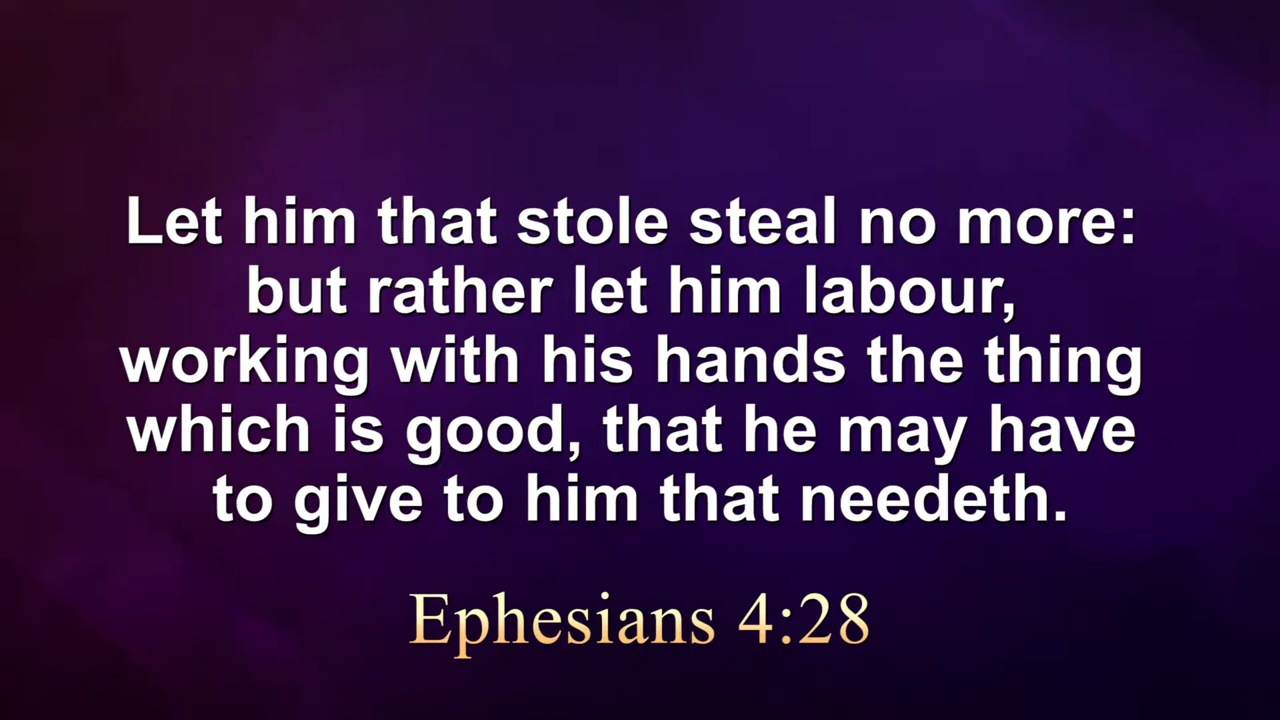 Let him that stole steal no more:
but rather let him labour,
working with his hands the thing
which is good, that he may have
to give to him that needeth.
Ephesians 4:28